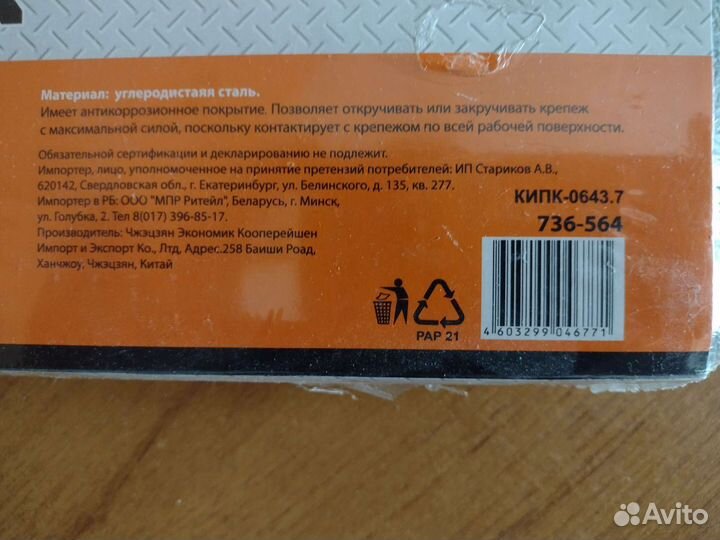 Материал: углеродистаяя сталь.
Имеет антикоррозионное покрытие. Позволяет откручивать или закручивать крепеж
с максимальной силой, поскольку контактирует с крепежом по всей рабочей поверхности.
Обязательной сертификации и декларированию не подлежит.
Импортер, лицо, уполномоченное на принятие претензий потребителей: ИП Стариков А.В.,
620142, Свердловская обл., г. Екатеринбург, ул. Белинского, д. 135, кв. 277.
Импортер в РБ: ООО "МПР Ритейл", Беларусь, г. Минск,
ул. Голубка, 2. Тел 8(017) 396-85-17.
Производитель: Чжэцзян Экономик Кооперейшен
Импорт и Экспорт Ко., Лтд, Адрес.:258 Баиши Роад,
Ханчжоу, Чжэцзян, Китай
КИПК-0643.7
736-564
4 603299 046771
PAP 21
Avito